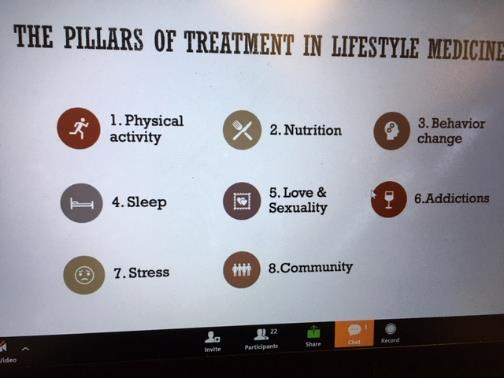 THE PILLARS OF TREATMENT IN LIFESTYLE MEDICINE
1. Physical
activity
2. Nutrition
3. Behavior
change
4. Sleep
5. Love &
Sexuality
6.Addictions
7. Stress
8.Community
Video
Invite
22
Participants
Share
1
Chat
Record